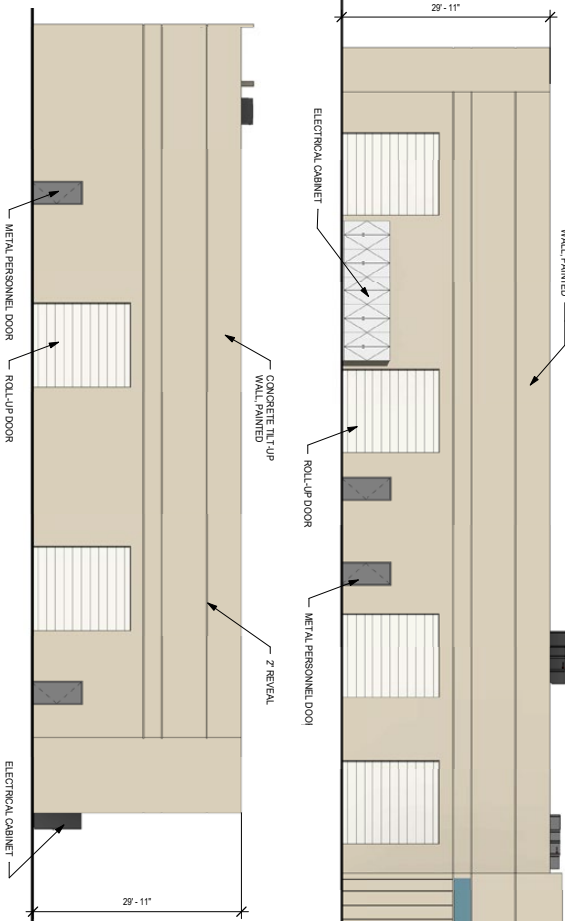 29' - 11"
WALL, PAINTED
ELECTRICAL CABINET
ROLL-UP DOOR
METAL PERSONNEL DOOR
METAL PERSONNEL DOOR
ROLL-UP DOOR
CONCRETE TILT-UP
WALL, PAINTED
2" REVEAL
ELECTRICAL CABINET
29' - 11"